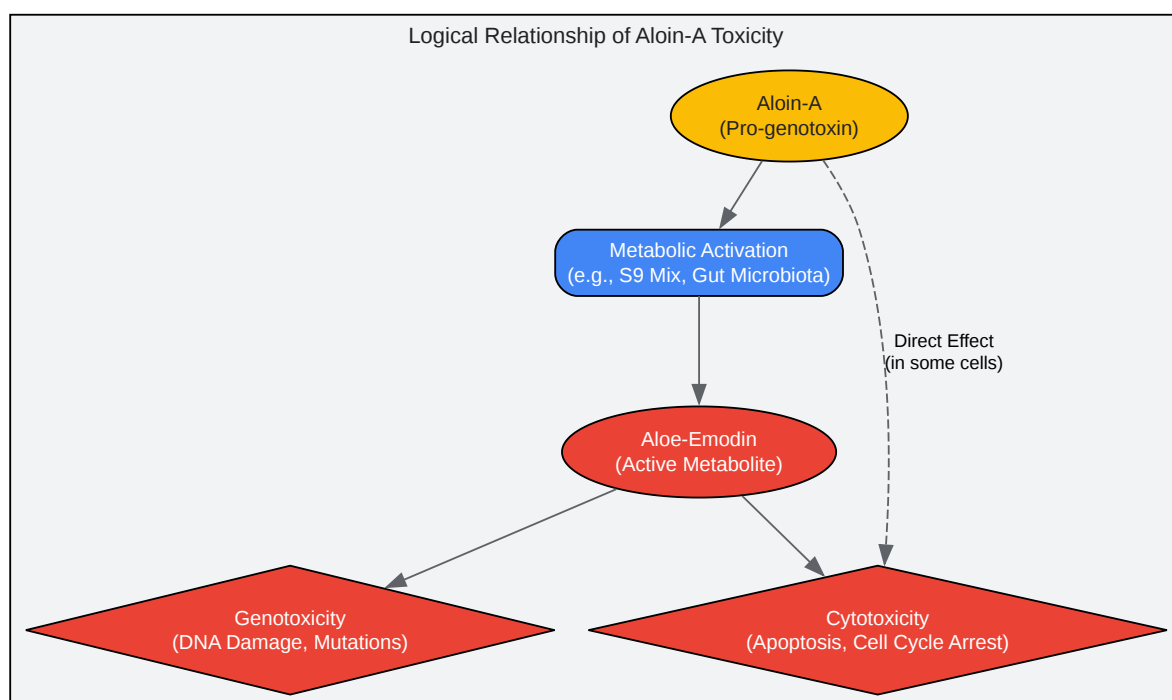 Logical Relationship of Aloin-A Toxicity
Aloin-A
(Pro-genotoxin)
Metabolic Activation
(e.g., S9 Mix, Gut Microbiota)
Direct Effect
(in some cells)
Aloe-Emodin
(Active Metabolite)
Genotoxicity
(DNA Damage, Mutations)
Cytotoxicity
(Apoptosis, Cell Cycle Arrest)